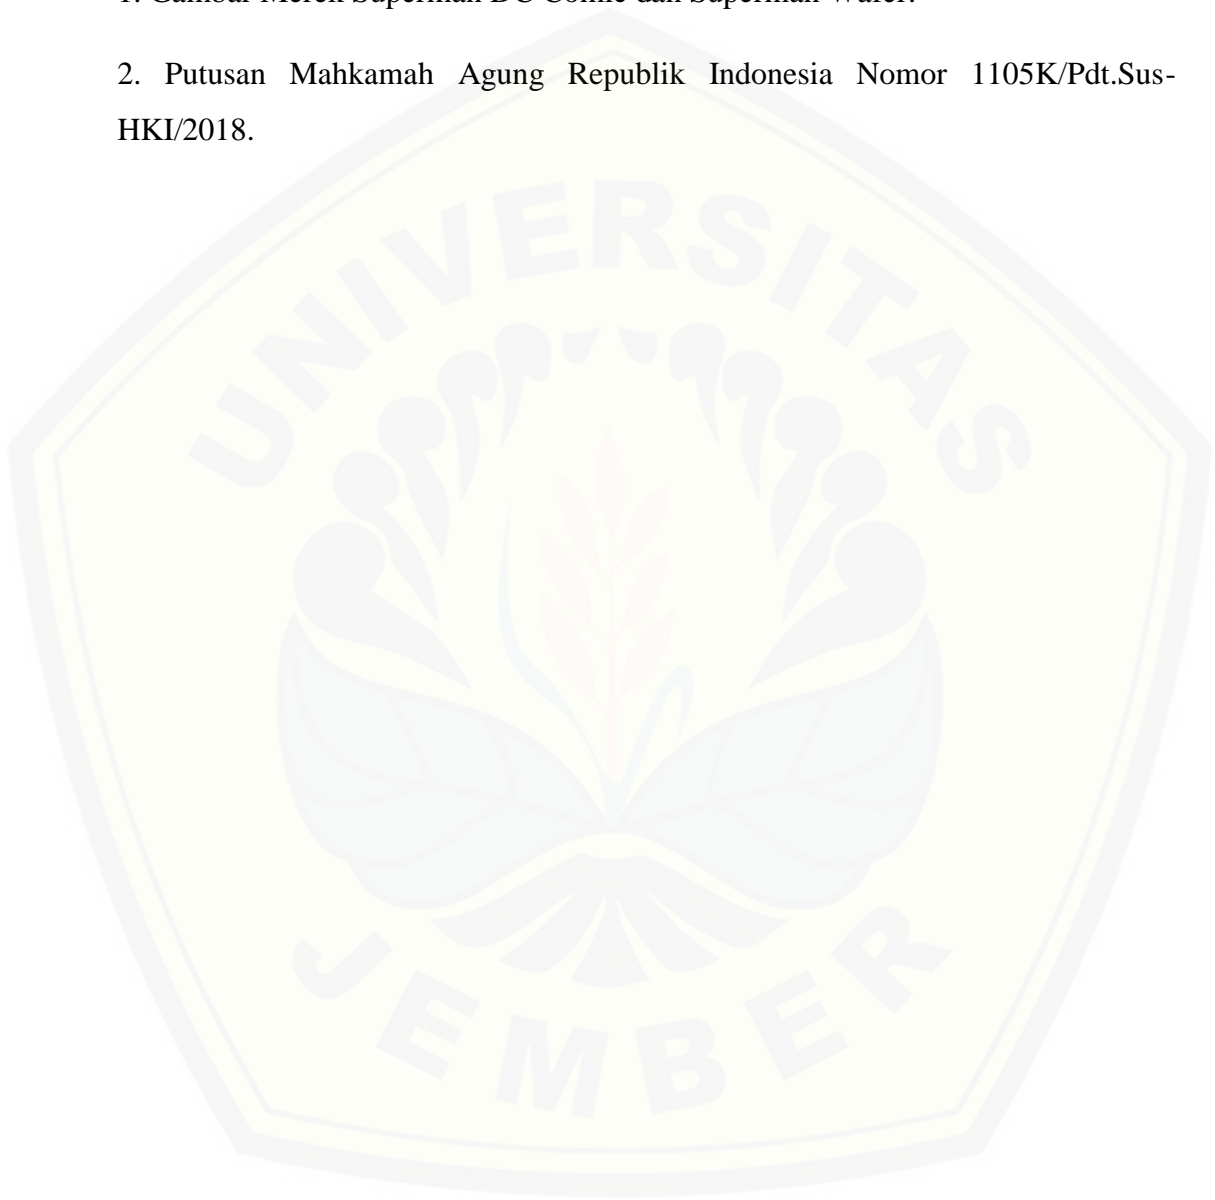 1. Gambar Merek Superman DC Comic dan Superman Wafer.
2. Putusan Mahkamah Agung Republik Indonesia Nomor 1105K/Pdt.Sus-
HKI/2018.
UNIVERSITAS
JEMBER